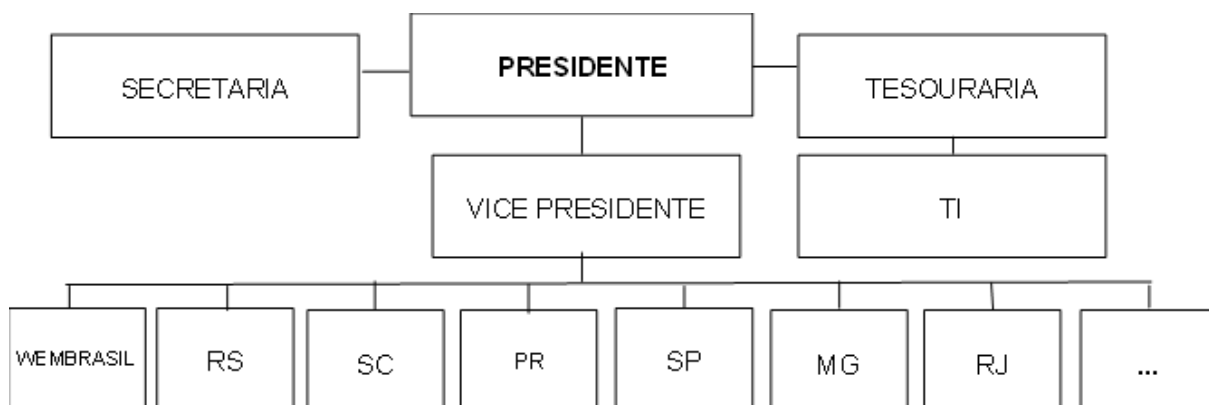 PRESIDENTE
SECRETARIA
TESOURARIA
VICE PRESIDENTE
TI
WEMBRASIL
RS
SC
PR
SP
MG
RJ
...